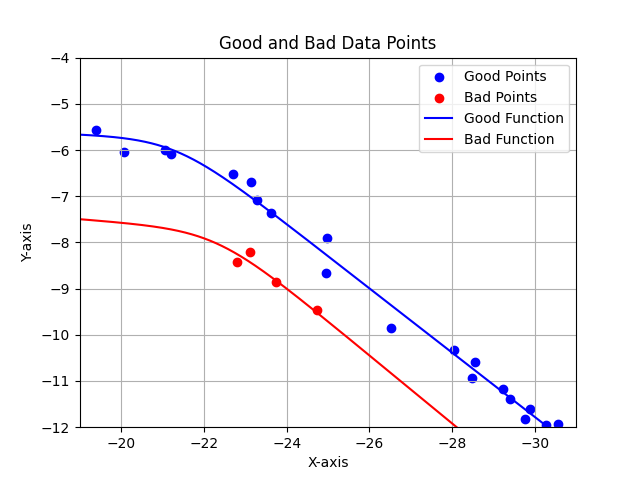 Good and Bad Data Points
Good Points
Bad Points
Good Function
Bad Function
−4
−5
−6
−7
−8
−9
−10
−11
−12
Y-axis
−20
−22
−24
−26
−28
−30
X-axis